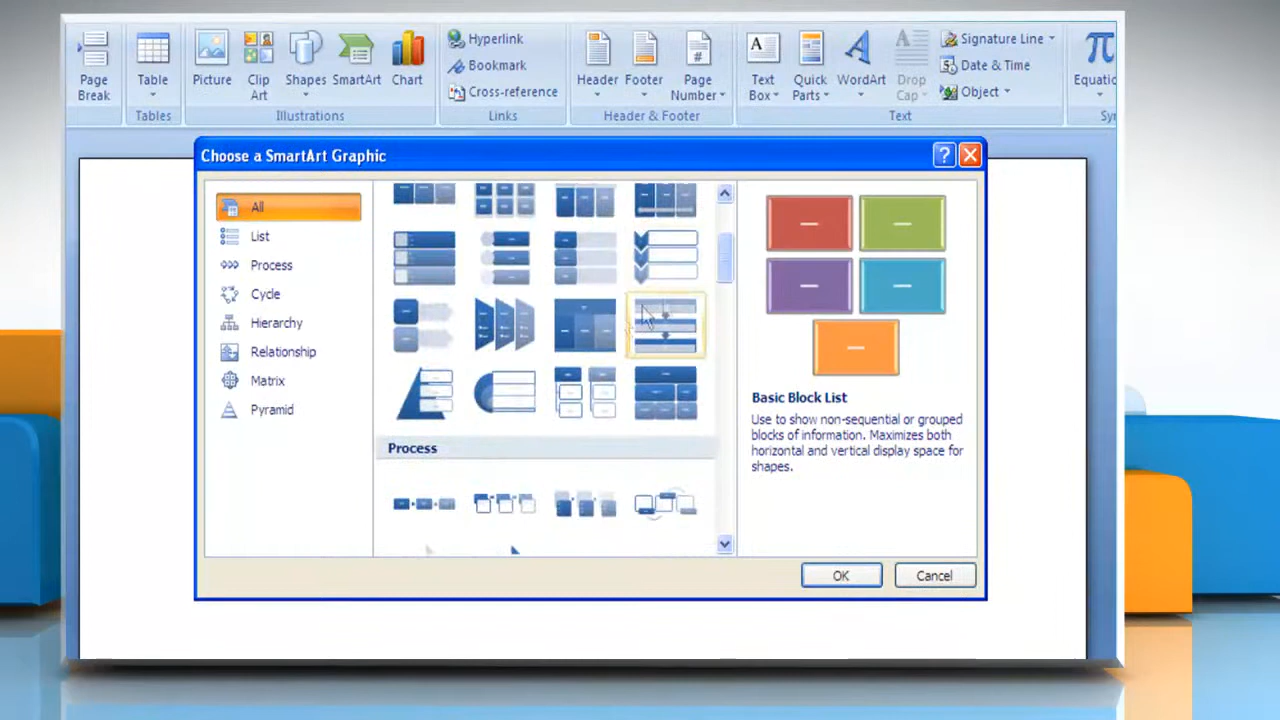 Page Break
Table
Picture
Clip Art
Shapes
SmartArt
Chart
Hyperlink
Bookmark
Cross-reference
Header
Footer
Page Number
Text Box
Quick Parts
WordArt
Drop Cap
Signature Line
Date & Time
Object
Equatio
Tables
Illustrations
Links
Header & Footer
Text
Syr
Choose a SmartArt Graphic
All
List
Process
Cycle
Hierarchy
Relationship
Matrix
Pyramid
Process
Basic Block List
Use to show non-sequential or grouped
blocks of information. Maximizes both
horizontal and vertical display space for
shapes.
OK
Cancel